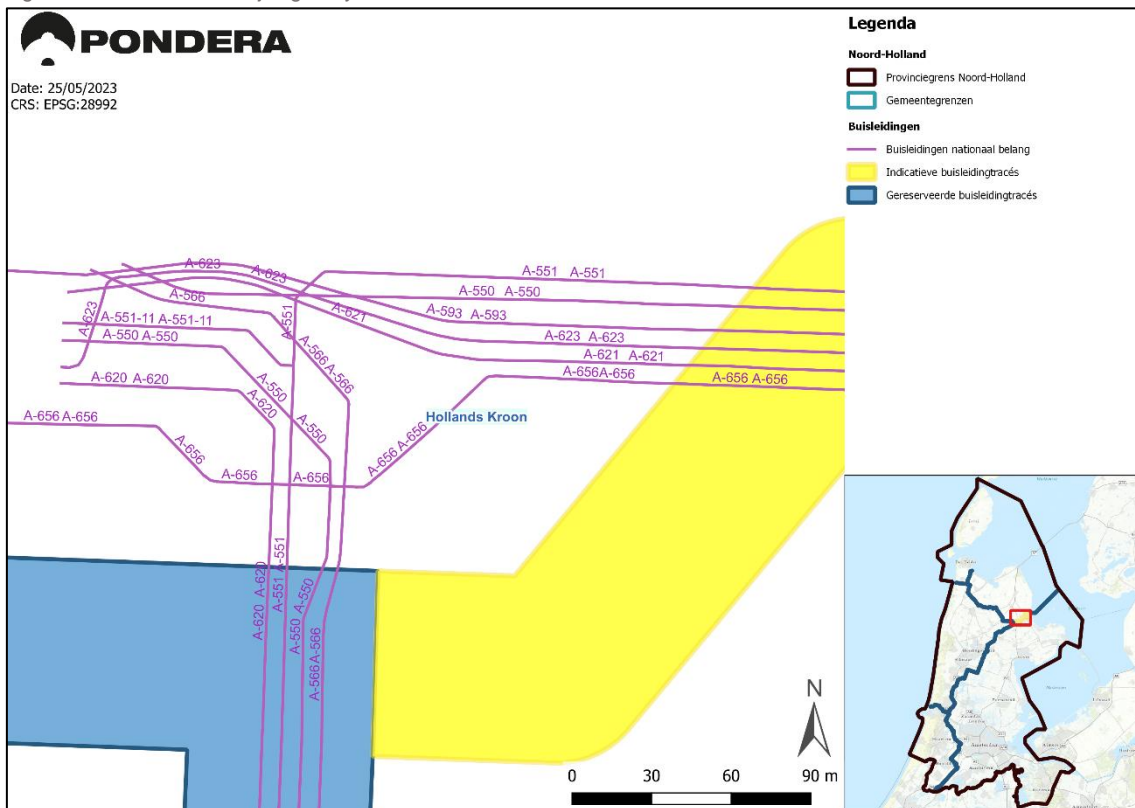 PONDERA
Date: 25/05/2023
CRS: EPSG:28992
Legenda
Noord-Holland
Provinciegrens Noord-Holland
Gemeentegrenzen
Buisleidingen
Buisleidingen nationaal belang
Indicatieve buisleidingtracés
Gereserveerde buisleidingtracés
A-623
A-623
A-551 A-551
A-566
A-550 A-550
A-623
A-551-11 A-551-11
A-551
A-621
A-593 A-593
A-550 A-550
A-566 A-566
A-623 A-623
A-621 A-621
A-620 A-620
A-550
A-656 A-656
A-656 A-656
A-620
A-550
Hollands Kroon
A-656 A-656
A-656
A-656 A-656
A-656
A-656
A-620 A-620
A-551 A-551
A-550 A-550
A-566 A-566
N
0 30 60 90 m